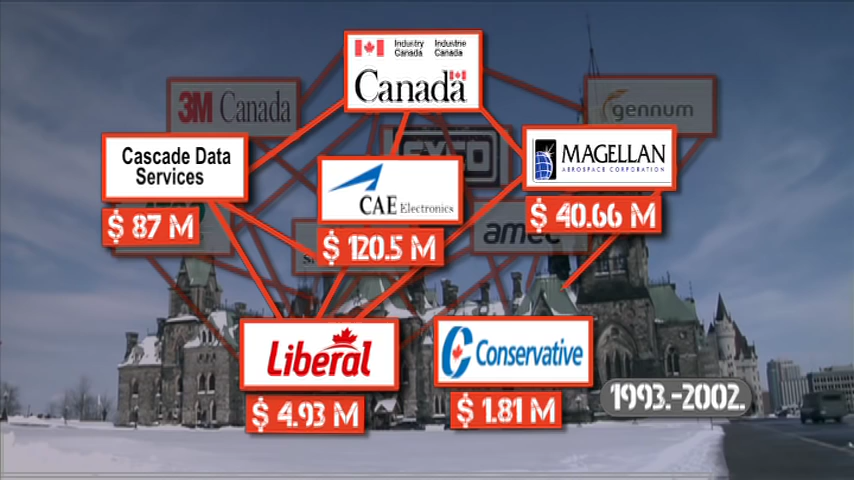 Industry Canada
Industrie Canada
Canada
3M Canada
gennum
Cascade Data
Services
CAE Electronics
MAGELLAN
AEROSPACE CORPORATION
$ 87 M
$ 120.5 M
$ 40.66 M
amec
Liberal
Conservative
$ 4.93 M
$ 1.81 M
1993.-2002.